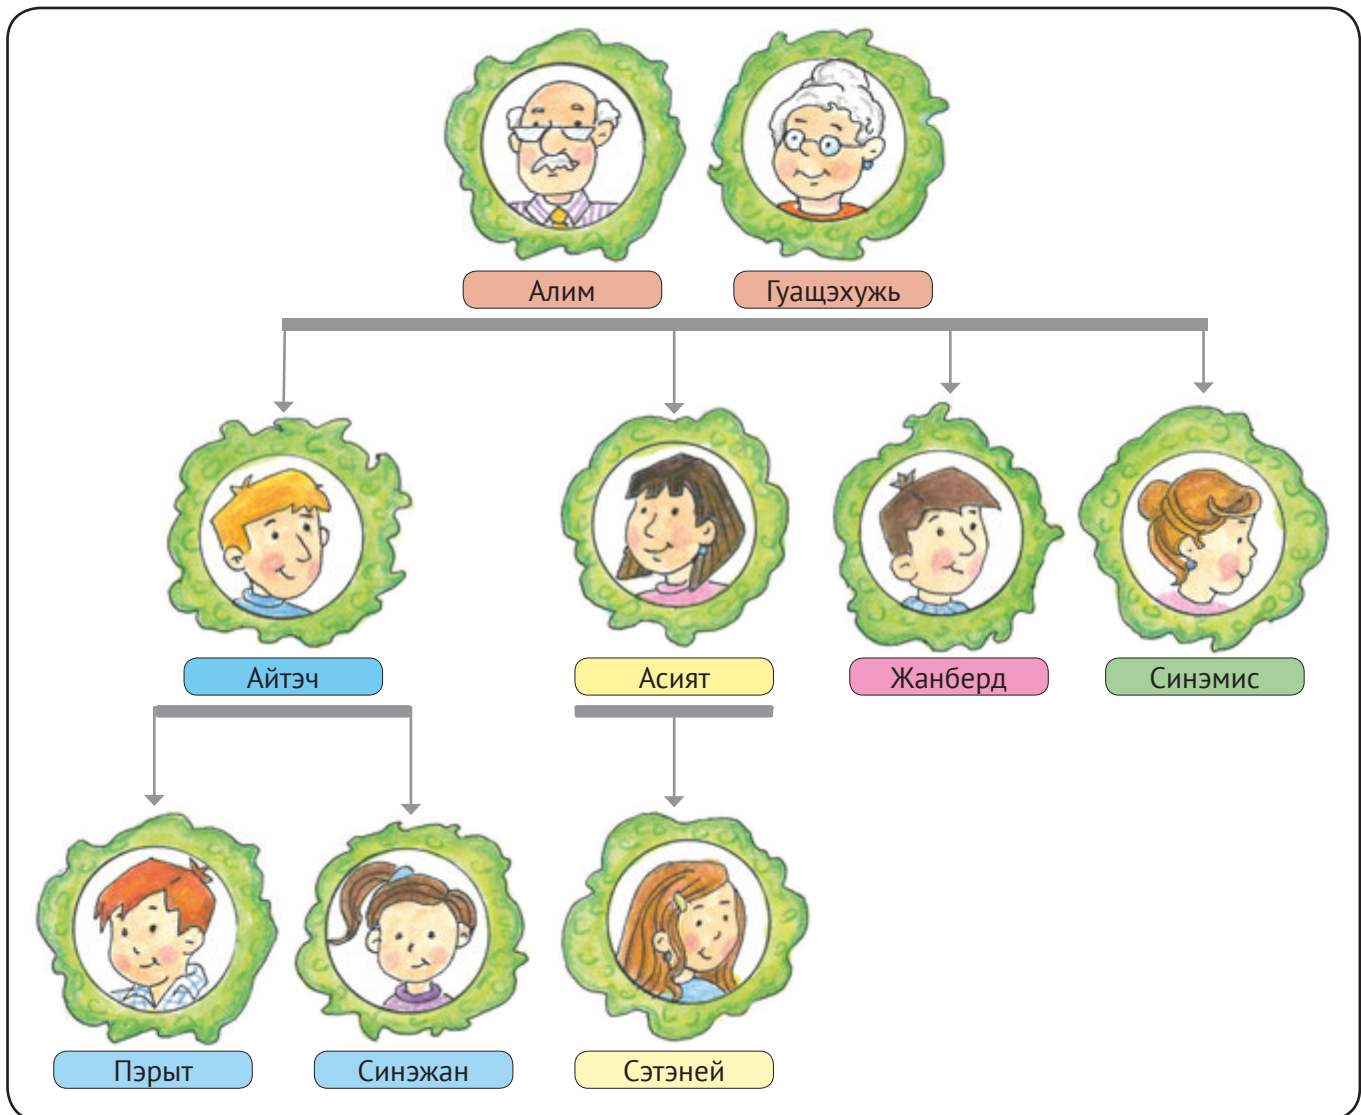 Алим
Гуащэхужь
Айтэч
Асият
Жанберд
Синэмис
Пэрыт
Синэжан
Сэтэней